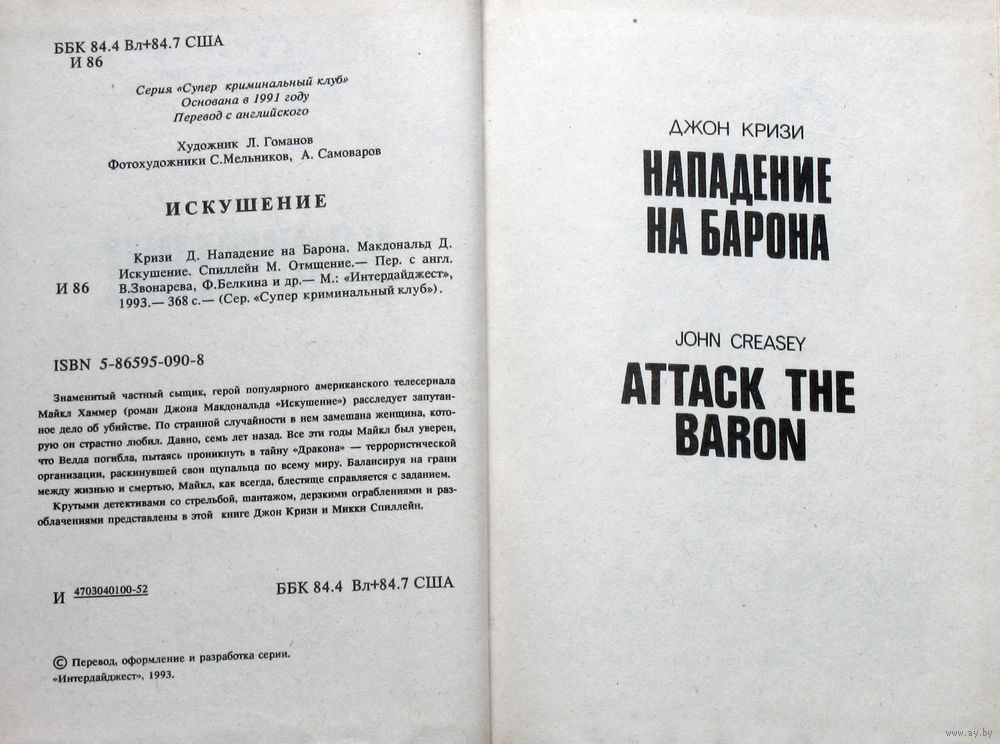 ББК 84.4 Вл+84.7 США
И 86
Серия «Супер криминальный клуб»
Основана в 1991 году
Перевод с английского
Художник Л. Гоманов
Фотохудожники С.Мельников, А. Самоваров
ИСКУШЕНИЕ
Кризи Д. Нападение на Барона. Макдональд Д.
Искушение. Спиллейн М. Отмщение.— Пер. с англ.
И 86 В.Звонарева, Ф.Белкина и др.— М.: «Интердайджест»,
1993.— 368 с.— (Сер. «Супер криминальный клуб»).
ISBN 5-86595-090-8
Знаменитый частный сыщик, герой популярного американского телесериала
Майкл Хаммер (роман Джона Макдональда «Искушение») расследует запутан-
ное дело об убийстве. По странной случайности в нем замешана женщина, кото-
рую он страстно любил. Давно, семь лет назад. Все эти годы Майкл был уверен,
что Велда погибла, пытаясь проникнуть в тайну «Дракона» — террористической
организации, раскинувшей свои щупальца по всему миру. Балансируя на грани
между жизнью и смертью, Майкл, как всегда, блестяще справляется с заданием.
Крутыми детективами со стрельбой, шантажом, дерзкими ограблениями и раз-
облачениями представлены в этой книге Джон Кризи и Микки Спиллейн.
И 4703040100-52
ББК 84.4 Вл+84.7 США
© Перевод, оформление и разработка серии.
«Интердайджест», 1993.
ДЖОН КРИЗИ
НАПАДЕНИЕ
НА БАРОНА
JOHN CREASEY
ATTACK THE
BARON
www.ay.by